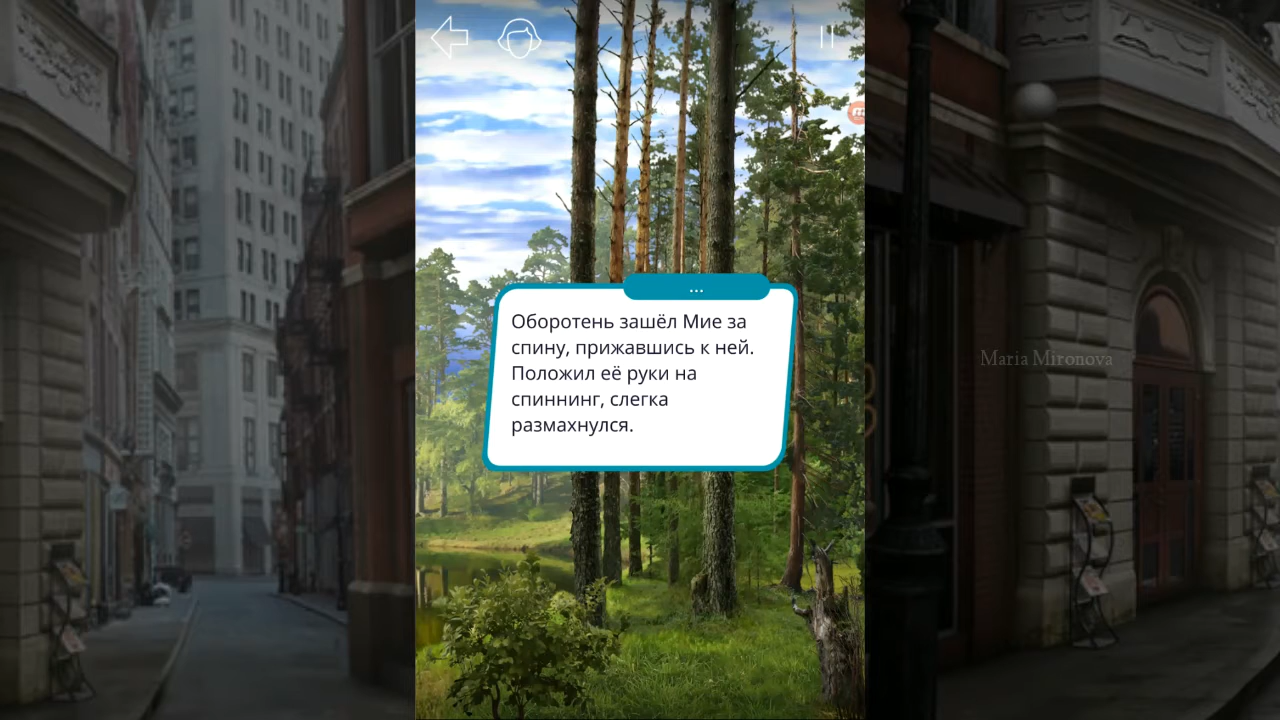 ...
Оборотень зашёл Мие за
спину, прижавшись к ней.
Положил её руки на
спиннинг, слегка
размахнулся.
Maria Mironova